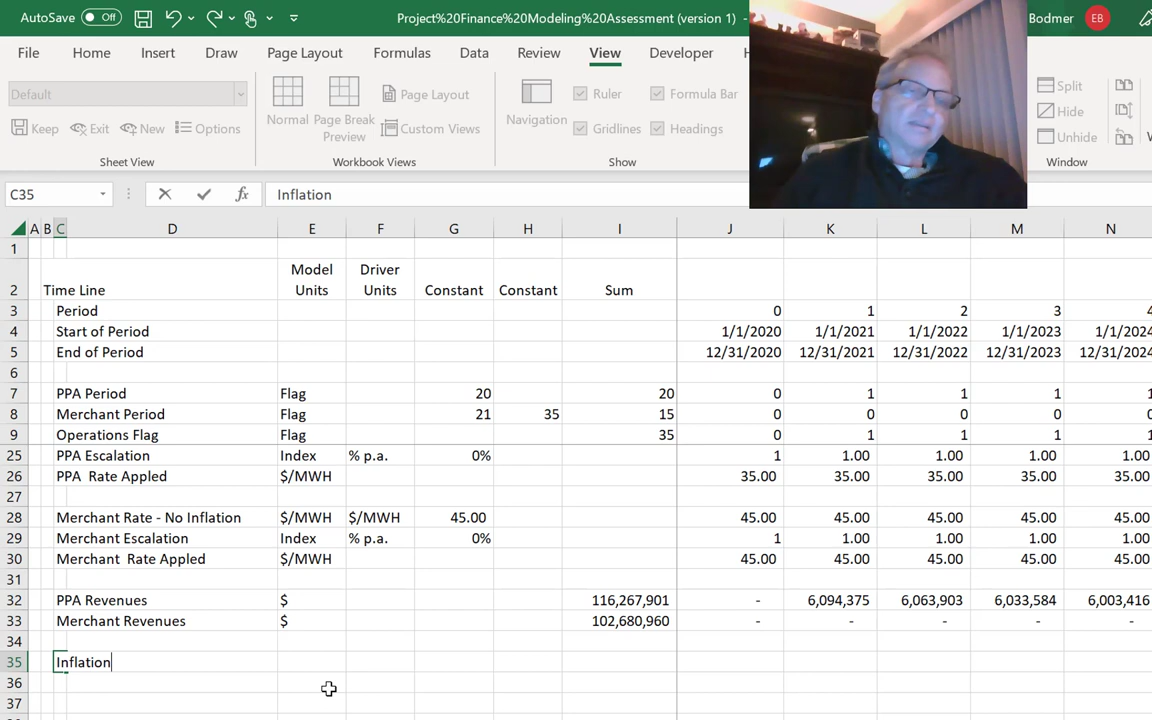 AutoSave Off Project%20Finance%20Modeling%20Assessment (version 1) - Bodmer EB
File Home Insert Draw Page Layout Formulas Data Review View Developer
Default Page Layout Ruler Formula Bar Split
Keep Exit New Options Normal Page Break Preview Custom Views Navigation Gridlines Headings Hide Unhide
Sheet View Workbook Views Show Window
C35 fx Inflation
A B C D E F G H I J K L M N
1
2 Time Line Model Units Driver Units Constant Constant Sum
3 Period 0 1 2 3 4
4 Start of Period 1/1/2020 1/1/2021 1/1/2022 1/1/2023 1/1/2024
5 End of Period 12/31/2020 12/31/2021 12/31/2022 12/31/2023 12/31/2024
6
7 PPA Period Flag 20 20 0 1 1 1 1
8 Merchant Period Flag 21 35 15 0 0 0 0 0
9 Operations Flag Flag 35 0 1 1 1 1
25 PPA Escalation Index % p.a. 0% 1 1.00 1.00 1.00 1.00
26 PPA Rate Appled $/MWH 35.00 35.00 35.00 35.00 35.00
27
28 Merchant Rate - No Inflation $/MWH $/MWH 45.00 45.00 45.00 45.00 45.00 45.00
29 Merchant Escalation Index % p.a. 0% 1 1.00 1.00 1.00 1.00
30 Merchant Rate Appled $/MWH 45.00 45.00 45.00 45.00 45.00
31
32 PPA Revenues $ 116,267,901 - 6,094,375 6,063,903 6,033,584 6,003,416
33 Merchant Revenues $ 102,680,960 - - - - -
34
35 Inflation
36
37